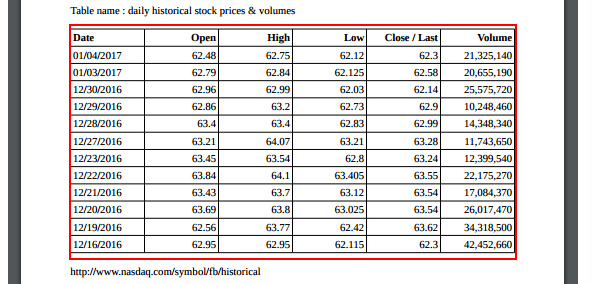 Table name : daily historical stock prices & volumes
Date Open High Low Close / Last Volume
01/04/2017 62.48 62.75 62.12 62.3 21,325,140
01/03/2017 62.79 62.84 62.125 62.58 20,655,190
12/30/2016 62.96 62.99 62.03 62.14 25,575,720
12/29/2016 62.86 63.2 62.73 62.9 10,248,460
12/28/2016 63.4 63.4 62.83 62.99 14,348,340
12/27/2016 63.21 64.07 63.21 63.28 11,743,650
12/23/2016 63.45 63.54 62.8 63.24 12,399,540
12/22/2016 63.84 64.1 63.405 63.55 22,175,270
12/21/2016 63.43 63.7 63.12 63.54 17,084,370
12/20/2016 63.69 63.8 63.025 63.54 26,017,470
12/19/2016 62.56 63.77 62.42 63.62 34,318,500
12/16/2016 62.95 62.95 62.115 62.3 42,452,660
http://www.nasdaq.com/symbol/fb/historical